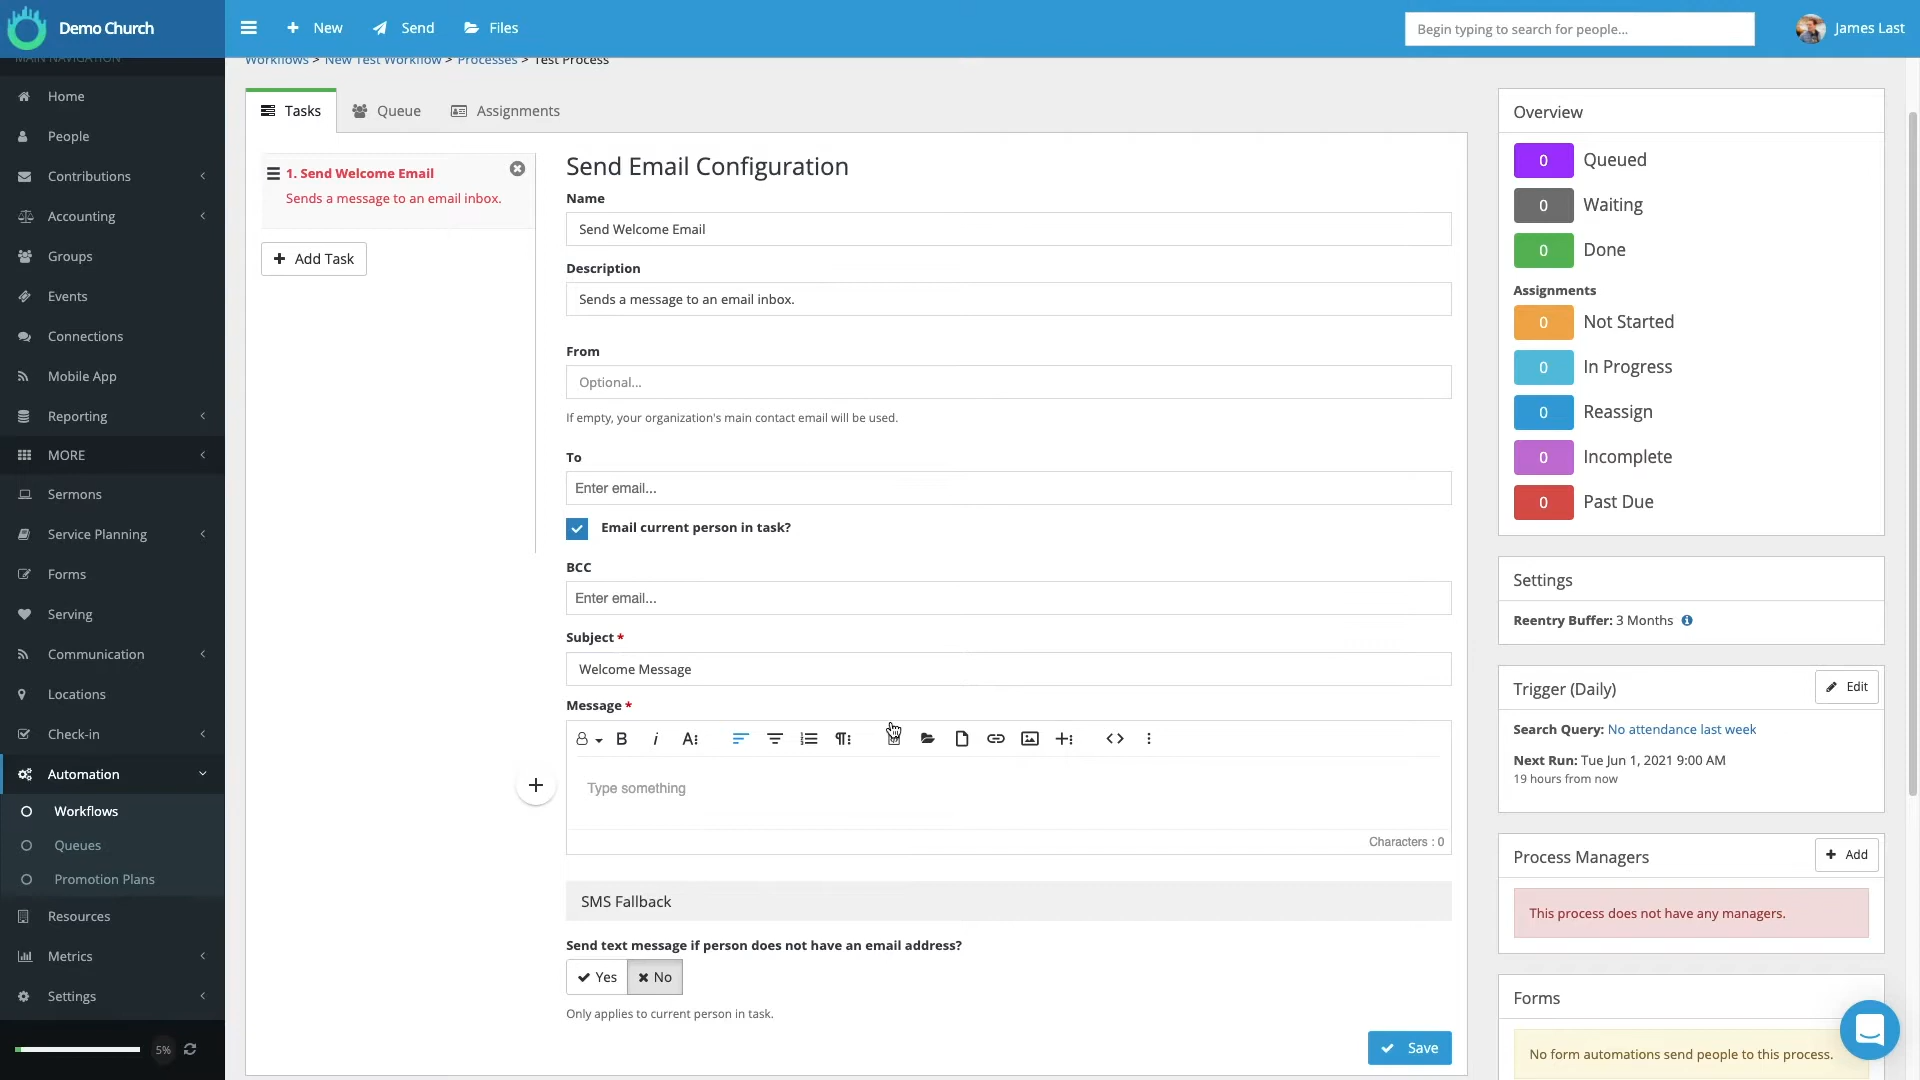 Demo Church
New
Send
Files
Begin typing to search for people...
James Last
MAIN NAVIGATION
Home
People
Contributions
Accounting
Groups
Events
Connections
Mobile App
Reporting
MORE
Sermons
Service Planning
Forms
Serving
Communication
Locations
Check-in
Automation
Workflows
Queues
Promotion Plans
Resources
Metrics
Settings
5%
Workflows > New Test Workflow > Processes > Test Process
Tasks
Queue
Assignments
1. Send Welcome Email
Sends a message to an email inbox.
Add Task
Send Email Configuration
Name
Send Welcome Email
Description
Sends a message to an email inbox.
From
Optional...
If empty, your organization's main contact email will be used.
To
Enter email...
Email current person in task?
BCC
Enter email...
Subject *
Welcome Message
Message *
Type something
Characters : 0
SMS Fallback
Send text message if person does not have an email address?
Yes
No
Only applies to current person in task.
Save
Overview
0 Queued
0 Waiting
0 Done
Assignments
0 Not Started
0 In Progress
0 Reassign
0 Incomplete
0 Past Due
Settings
Reentry Buffer: 3 Months
Trigger (Daily)
Edit
Search Query: No attendance last week
Next Run: Tue Jun 1, 2021 9:00 AM
19 hours from now
Process Managers
Add
This process does not have any managers.
Forms
No form automations send people to this process.